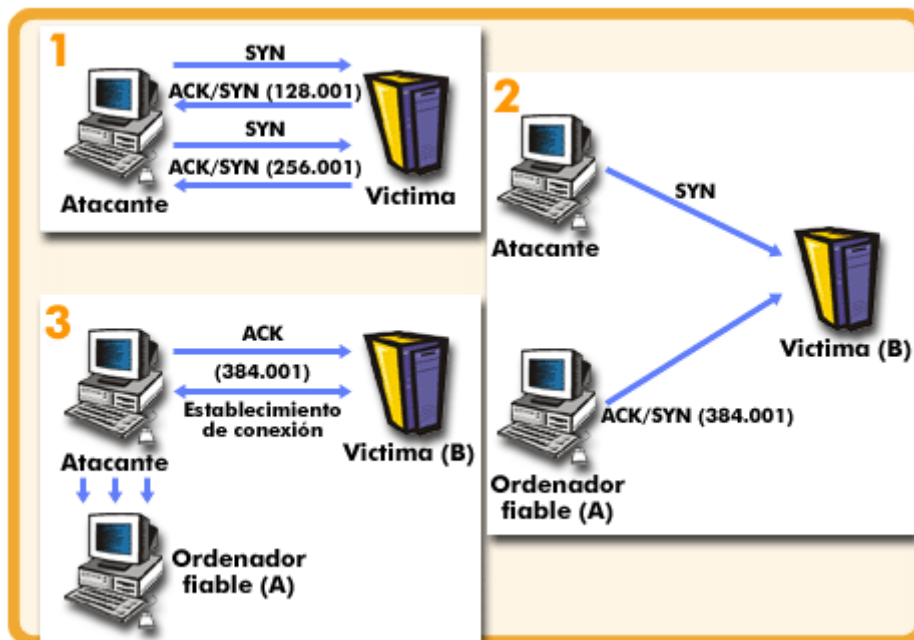 1
SYN
ACK/SYN (128.001)
SYN
ACK/SYN (256.001)
Atacante
Victima
2
SYN
Atacante
Victima (B)
ACK/SYN (384.001)
Ordenador
fiable (A)
3
ACK
(384.001)
Establecimiento
de conexión
Atacante
Victima (B)
Ordenador
fiable (A)